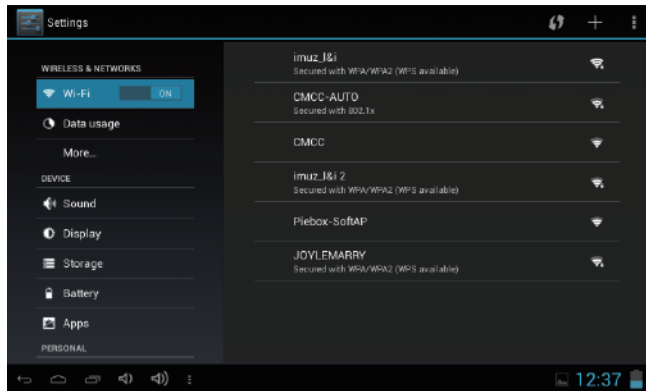 Settings
WIRELESS & NETWORKS
Wi-Fi ON
Data usage
More...
DEVICE
Sound
Display
Storage
Battery
Apps
PERSONAL
imuz_l&i
Secured with WPA/WPA2 (WPS available)
CMCC-AUTO
Secured with 802.1x
CMCC
imuz_l&i 2
Secured with WPA/WPA2 (WPS available)
Piebox-SoftAP
JOYLEMARRY
Secured with WPA/WPA2 (WPS available)
12:37